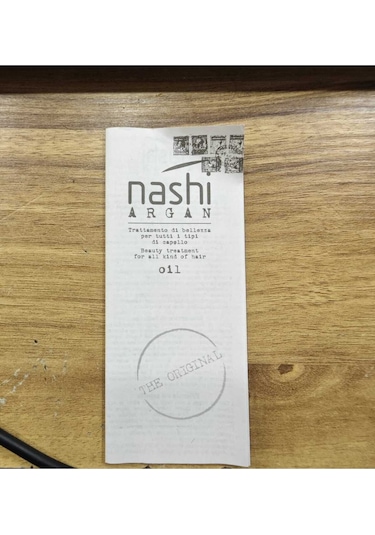 nashi
ARGAN
Trattamento di bellezza
per tutti i tipi
di capello
Beauty treatment
for all kind of hair
oil
THE ORIGINAL